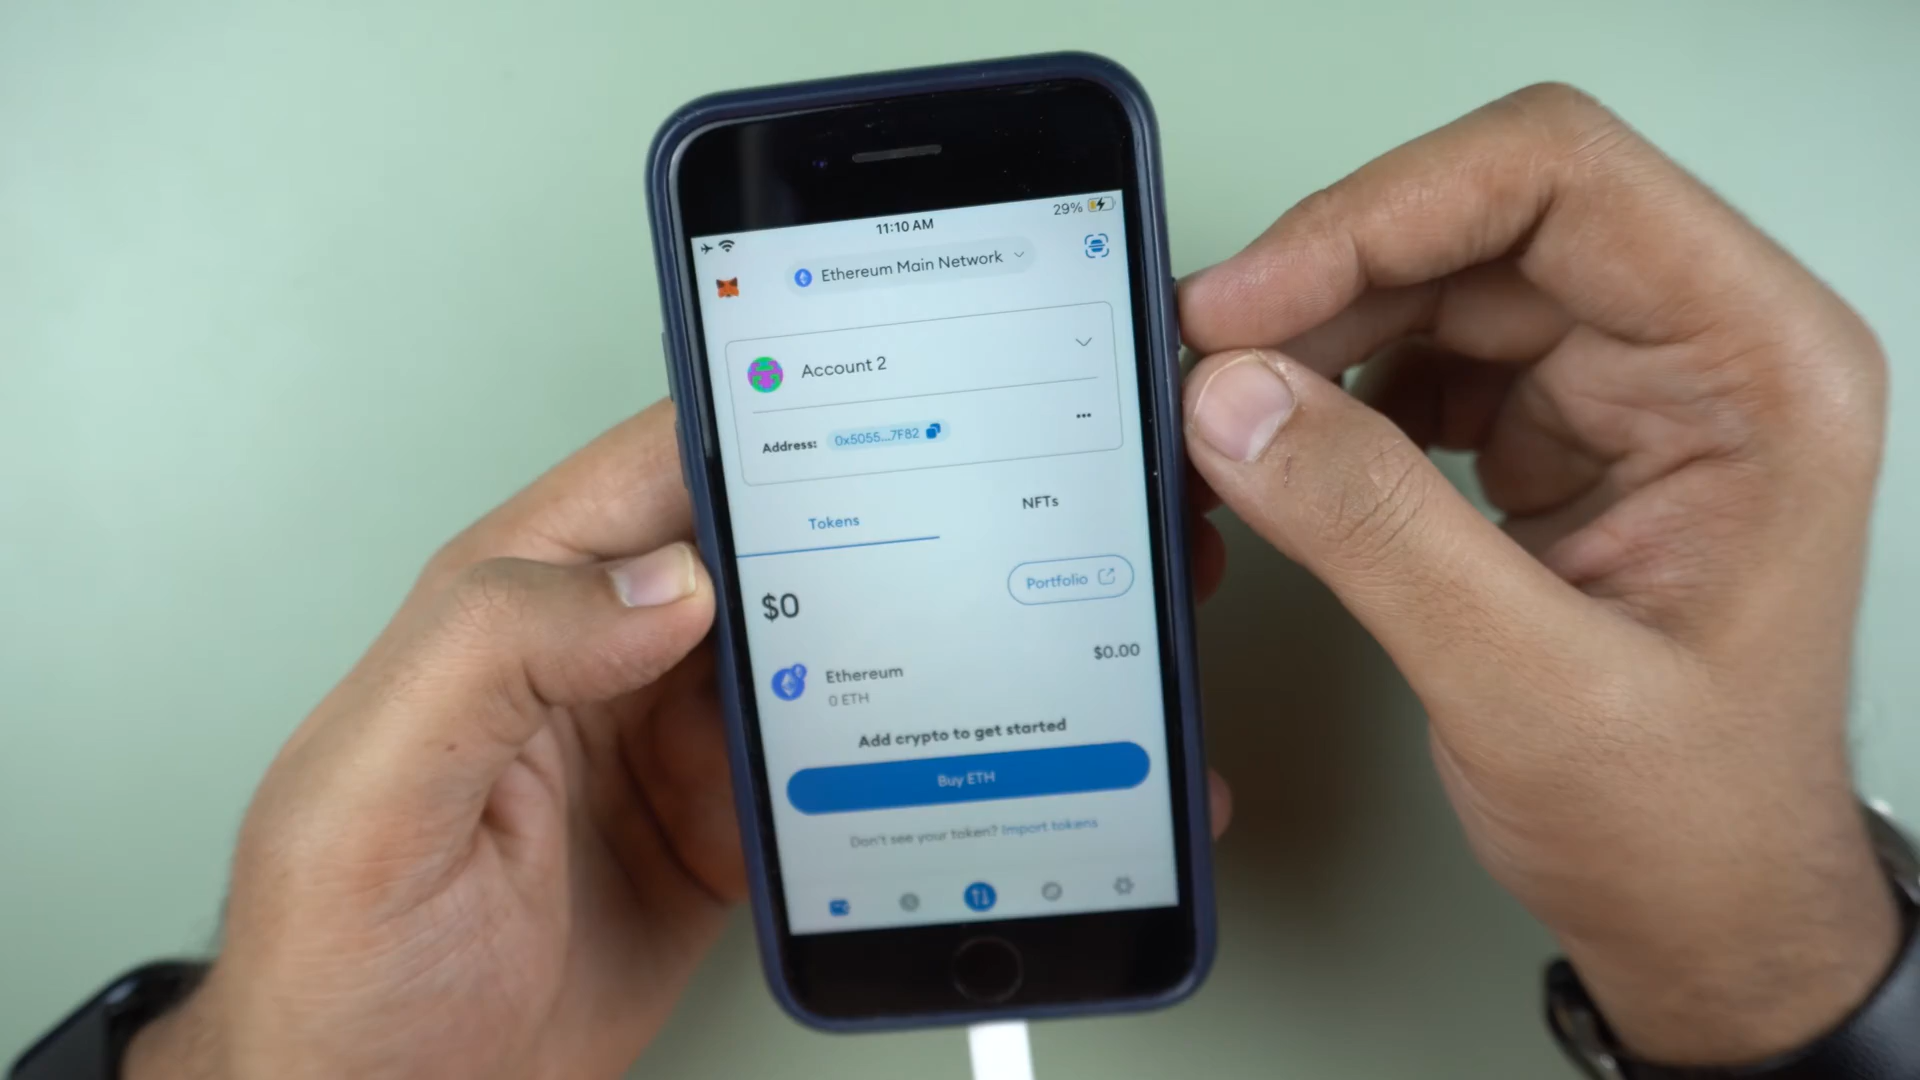 11:10 AM
29%
Ethereum Main Network
Account 2
Address: 0x5055...7F82
Tokens
NFTs
$0
Portfolio
Ethereum
$0.00
0 ETH
Add crypto to get started
Buy ETH
Don't see your token? Import tokens